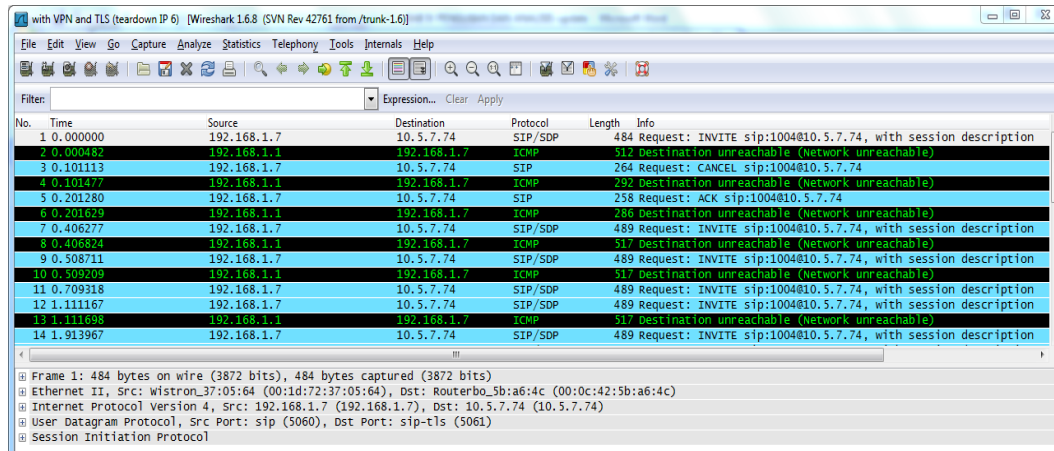 with VPN and TLS (teardown IP 6) [Wireshark 1.6.8 (SVN Rev 42761 from /trunk-1.6)]
File Edit View Go Capture Analyze Statistics Telephony Tools Internals Help
Filter: Expression... Clear Apply
No. Time Source Destination Protocol Length Info
1 0.000000 192.168.1.7 10.5.7.74 SIP/SDP 484 Request: INVITE sip:1004@10.5.7.74, with session description
2 0.000482 192.168.1.1 192.168.1.7 ICMP 512 Destination unreachable (Network unreachable)
3 0.101113 192.168.1.7 10.5.7.74 SIP 264 Request: CANCEL sip:1004@10.5.7.74
4 0.101477 192.168.1.1 192.168.1.7 ICMP 292 Destination unreachable (Network unreachable)
5 0.201280 192.168.1.7 10.5.7.74 SIP 258 Request: ACK sip:1004@10.5.7.74
6 0.201629 192.168.1.1 192.168.1.7 ICMP 286 Destination unreachable (Network unreachable)
7 0.406277 192.168.1.7 10.5.7.74 SIP/SDP 489 Request: INVITE sip:1004@10.5.7.74, with session description
8 0.406824 192.168.1.1 192.168.1.7 ICMP 517 Destination unreachable (Network unreachable)
9 0.508711 192.168.1.7 10.5.7.74 SIP/SDP 489 Request: INVITE sip:1004@10.5.7.74, with session description
10 0.509209 192.168.1.1 192.168.1.7 ICMP 517 Destination unreachable (Network unreachable)
11 0.709318 192.168.1.7 10.5.7.74 SIP/SDP 489 Request: INVITE sip:1004@10.5.7.74, with session description
12 1.111167 192.168.1.7 10.5.7.74 SIP/SDP 489 Request: INVITE sip:1004@10.5.7.74, with session description
13 1.111698 192.168.1.1 192.168.1.7 ICMP 517 Destination unreachable (Network unreachable)
14 1.913967 192.168.1.7 10.5.7.74 SIP/SDP 489 Request: INVITE sip:1004@10.5.7.74, with session description
Frame 1: 484 bytes on wire (3872 bits), 484 bytes captured (3872 bits)
Ethernet II, Src: Wistron_37:05:64 (00:1d:72:37:05:64), Dst: Routerbo_5b:a6:4c (00:0c:42:5b:a6:4c)
Internet Protocol Version 4, Src: 192.168.1.7 (192.168.1.7), Dst: 10.5.7.74 (10.5.7.74)
User Datagram Protocol, Src Port: sip (5060), Dst Port: sip-tls (5061)
Session Initiation Protocol